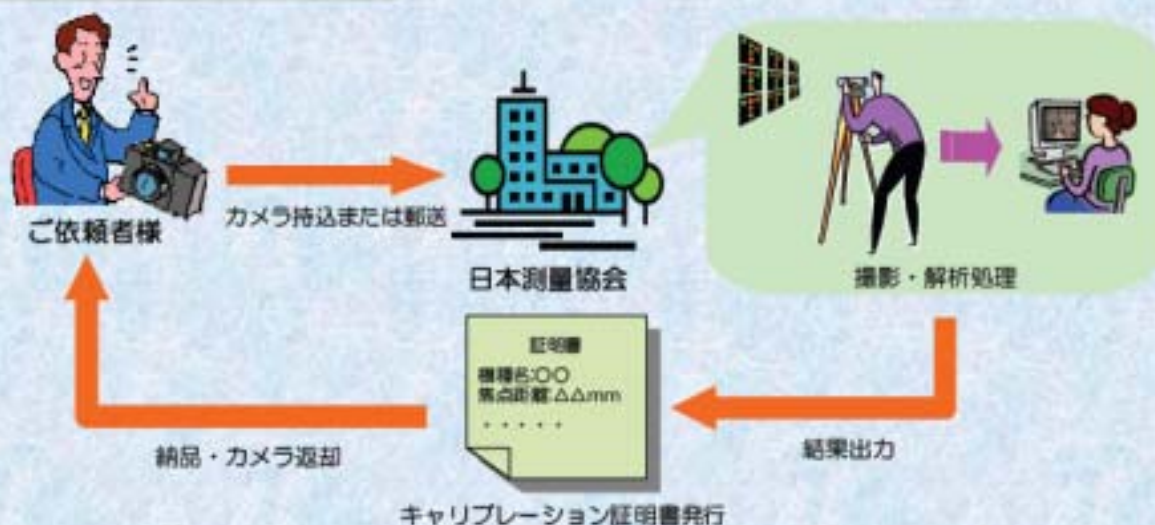 ご依頼者様
カメラ持込または郵送
日本測量協会
撮影・解析処理
証明書
機種名:〇〇
焦点距離:△△mm
・・・・・
結果出力
納品・カメラ返却
キャリブレーション証明書発行